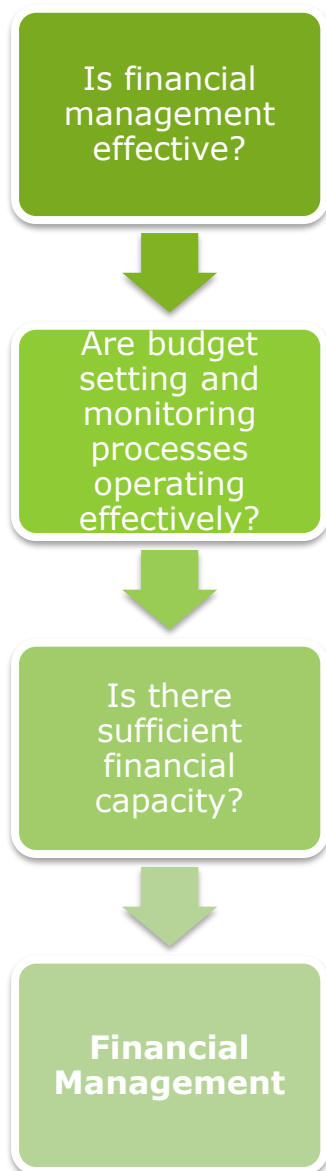 Is financial
management
effective?
Are budget
setting and
monitoring
processes
operating
effectively?
Is there
sufficient
financial
capacity?
Financial
Management